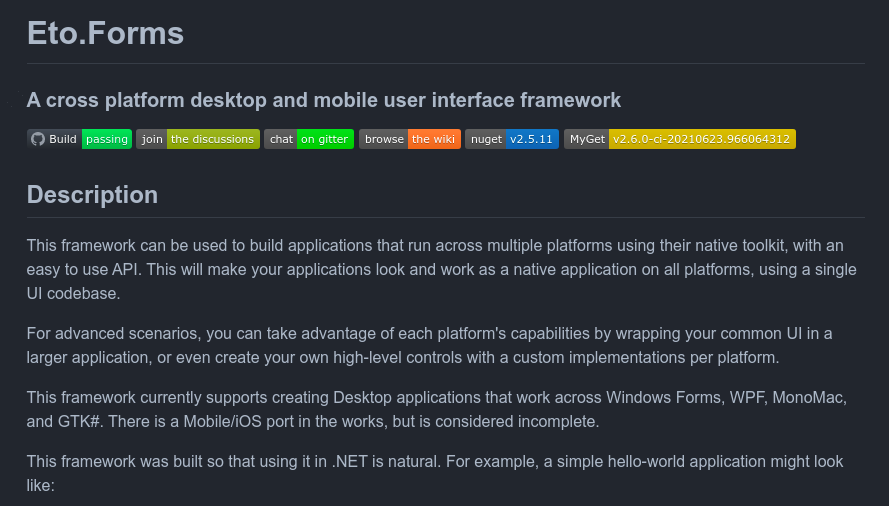 Eto.Forms
A cross platform desktop and mobile user interface framework
Build passing join the discussions chat on gitter browse the wiki nuget v2.5.11 MyGet v2.6.0-ci-20210623.966064312
Description
This framework can be used to build applications that run across multiple platforms using their native toolkit, with an
easy to use API. This will make your applications look and work as a native application on all platforms, using a single
UI codebase.
For advanced scenarios, you can take advantage of each platform's capabilities by wrapping your common UI in a
larger application, or even create your own high-level controls with a custom implementations per platform.
This framework currently supports creating Desktop applications that work across Windows Forms, WPF, MonoMac,
and GTK#. There is a Mobile/iOS port in the works, but is considered incomplete.
This framework was built so that using it in .NET is natural. For example, a simple hello-world application might look
like: